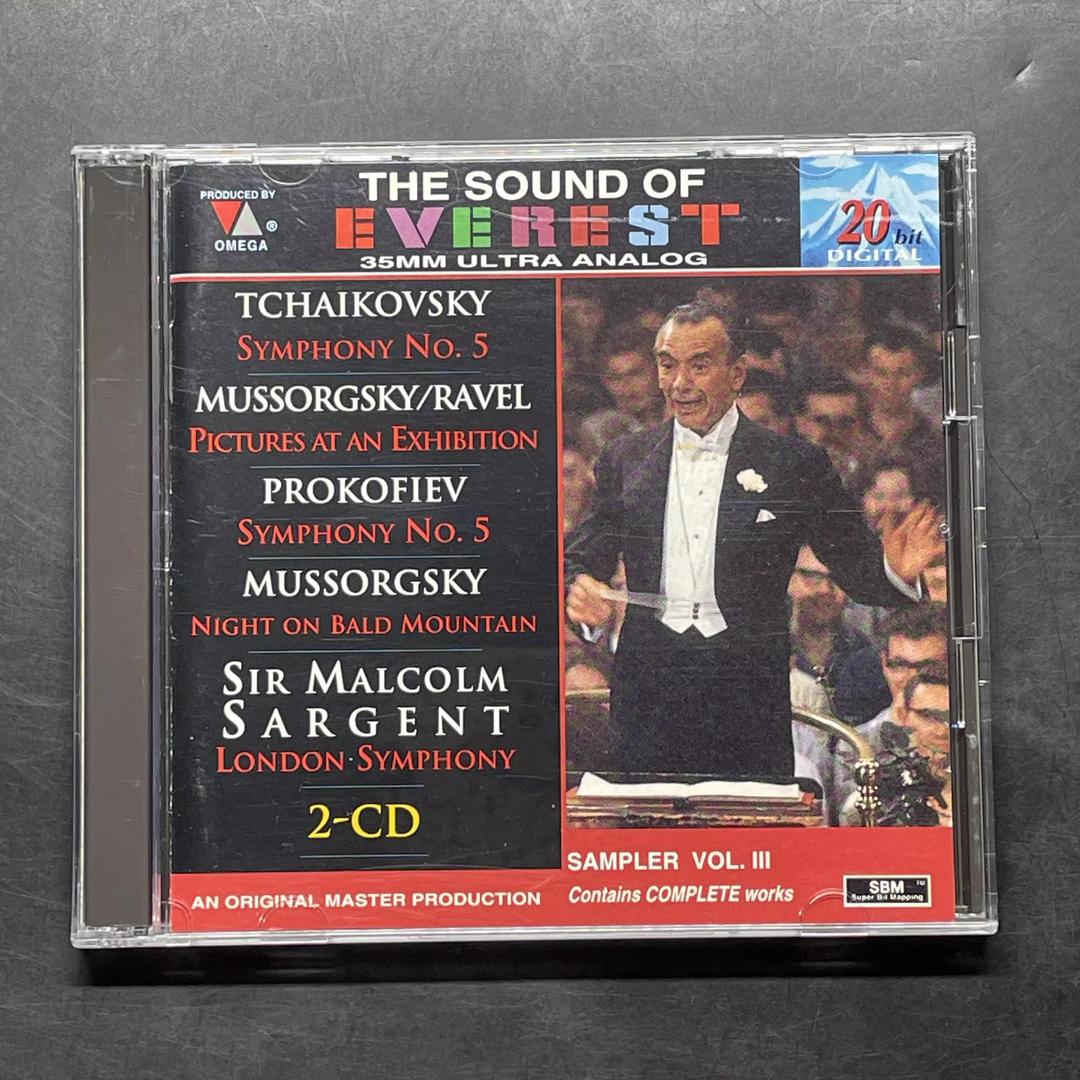 PRODUCED BY
OMEGA ®
THE SOUND OF
EVEREST
35MM ULTRA ANALOG
20 bit
DIGITAL
TCHAIKOVSKY
SYMPHONY NO. 5
MUSSORGSKY/RAVEL
PICTURES AT AN EXHIBITION
PROKOFIEV
SYMPHONY NO. 5
MUSSORGSKY
NIGHT ON BALD MOUNTAIN
SIR MALCOLM
SARGENT
LONDON·SYMPHONY
2-CD
AN ORIGINAL MASTER PRODUCTION
SAMPLER VOL. III
Contains COMPLETE works
SBM TM
Super Bit Mapping